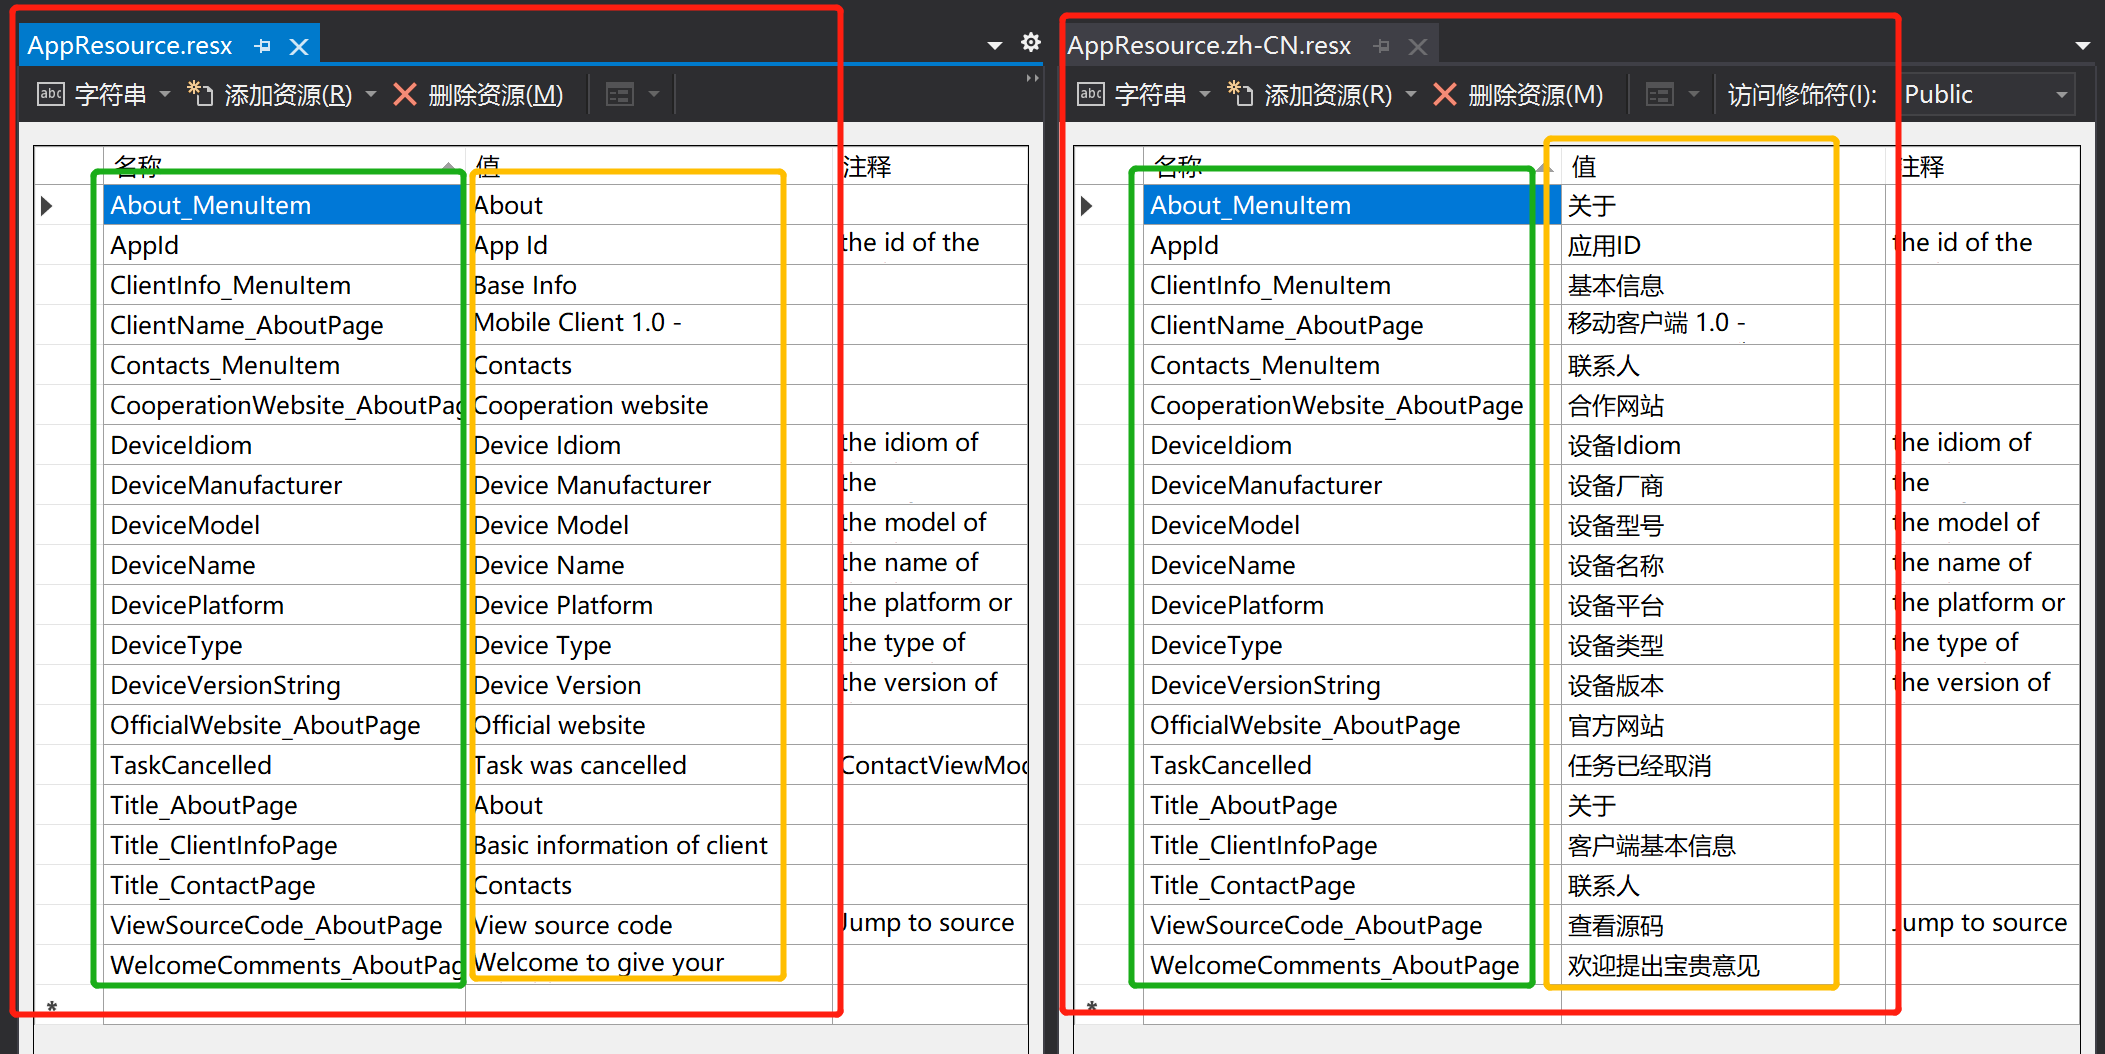 AppResource.resx
abc 字符串 添加资源(R) 删除资源(M)
名称 值 注释
About_MenuItem About
AppId App Id the id of the
ClientInfo_MenuItem Base Info
ClientName_AboutPage Mobile Client 1.0 -
Contacts_MenuItem Contacts
CooperationWebsite_AboutPag Cooperation website
DeviceIdiom Device Idiom the idiom of
DeviceManufacturer Device Manufacturer the
DeviceModel Device Model the model of
DeviceName Device Name the name of
DevicePlatform Device Platform the platform or
DeviceType Device Type the type of
DeviceVersionString Device Version the version of
OfficialWebsite_AboutPage Official website
TaskCancelled Task was cancelled ContactViewMod
Title_AboutPage About
Title_ClientInfoPage Basic information of client
Title_ContactPage Contacts
ViewSourceCode_AboutPage View source code Jump to source
WelcomeComments_AboutPag Welcome to give your
*
AppResource.zh-CN.resx
abc 字符串 添加资源(R) 删除资源(M) 访问修饰符(I): Public
名称 值 注释
About_MenuItem 关于
AppId 应用ID the id of the
ClientInfo_MenuItem 基本信息
ClientName_AboutPage 移动客户端 1.0 -
Contacts_MenuItem 联系人
CooperationWebsite_AboutPage 合作网站
DeviceIdiom 设备Idiom the idiom of
DeviceManufacturer 设备厂商 the
DeviceModel 设备型号 the model of
DeviceName 设备名称 the name of
DevicePlatform 设备平台 the platform or
DeviceType 设备类型 the type of
DeviceVersionString 设备版本 the version of
OfficialWebsite_AboutPage 官方网站
TaskCancelled 任务已经取消
Title_AboutPage 关于
Title_ClientInfoPage 客户端基本信息
Title_ContactPage 联系人
ViewSourceCode_AboutPage 查看源码 Jump to source
WelcomeComments_AboutPage 欢迎提出宝贵意见
*